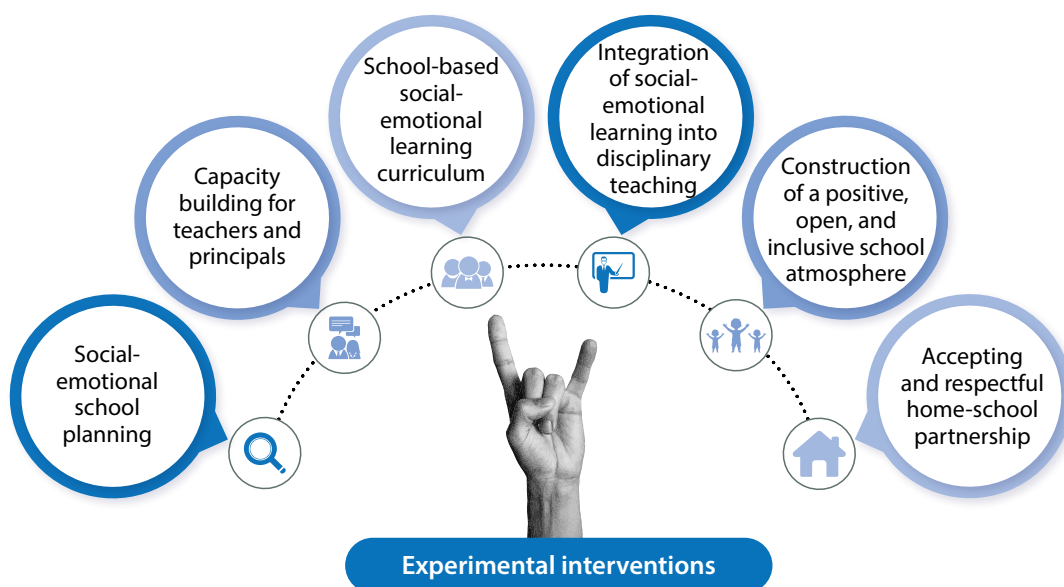 Social-
emotional
school
planning
Capacity
building for
teachers and
principals
School-based
social-
emotional
learning
curriculum
Integration
of social-
emotional
learning into
disciplinary
teaching
Construction
of a positive,
open, and
inclusive school
atmosphere
Accepting
and respectful
home-school
partnership
Experimental interventions